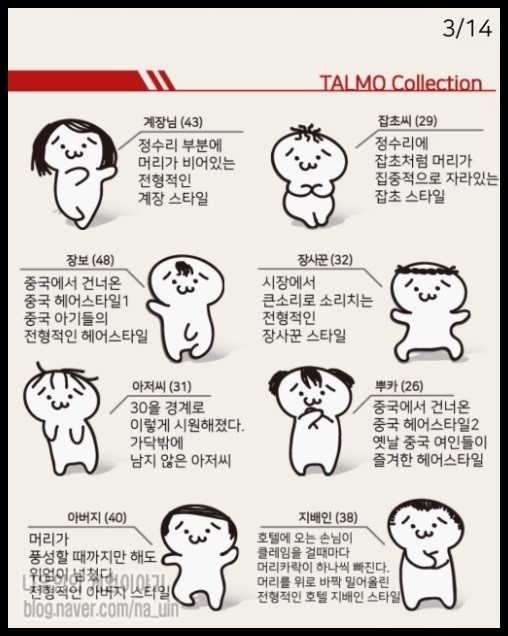 3/14
TALMO Collection
계장님 (43)
정수리 부분에
머리가 비어있는
전형적인
계장 스타일
잡초씨 (29)
정수리에
잡초처럼 머리가
집중적으로 자라있는
잡초 스타일
장보 (48)
중국에서 건너온
중국 헤어스타일1
중국 아기들의
전형적인 헤어스타일
장사꾼 (32)
시장에서
큰소리로 소리치는
전형적인
장사꾼 스타일
아저씨 (31)
30을 경계로
이렇게 시원해졌다.
가닥밖에
남지 않은 아저씨
뿌카 (26)
중국에서 건너온
중국 헤어스타일2
옛날 중국 여인들이
즐겨한 헤어스타일
아버지 (40)
머리가
풍성할 때까지만 해도
위엄이 넘쳤다.
전형적인 아버지 스타일
지배인 (38)
호텔에 오는 손님이
클레임을 걸때마다
머리카락이 하나씩 빠진다.
머리를 위로 바짝 밀어올린
전형적인 호텔 지배인 스타일
blog.naver.com/na_uin